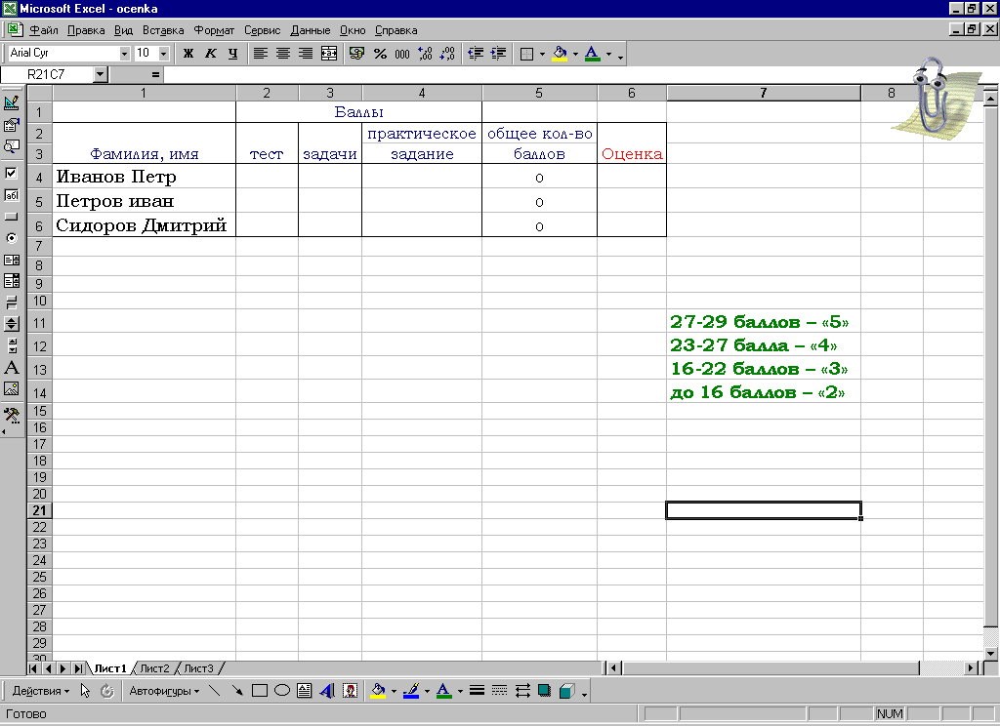 Microsoft Excel - ocenka
Файл Правка Вид Вставка Формат Сервис Данные Окно Справка
Arial Cyr 10 Ж К Ч % 000
R21C7 =
1 2 3 4 5 6 7 8
1 Баллы
2 практическое общее кол-во
3 Фамилия, имя тест задачи задание баллов Оценка
4 Иванов Петр 0
5 Петров иван 0
6 Сидоров Дмитрий 0
7
8
9
10
11 27-29 баллов – «5»
12 23-27 балла – «4»
13 16-22 баллов – «3»
14 до 16 баллов – «2»
15
16
17
18
19
20
21
22
23
24
25
26
27
28
29
30
Лист1 Лист2 Лист3
Действия Автофигуры
Готово NUM